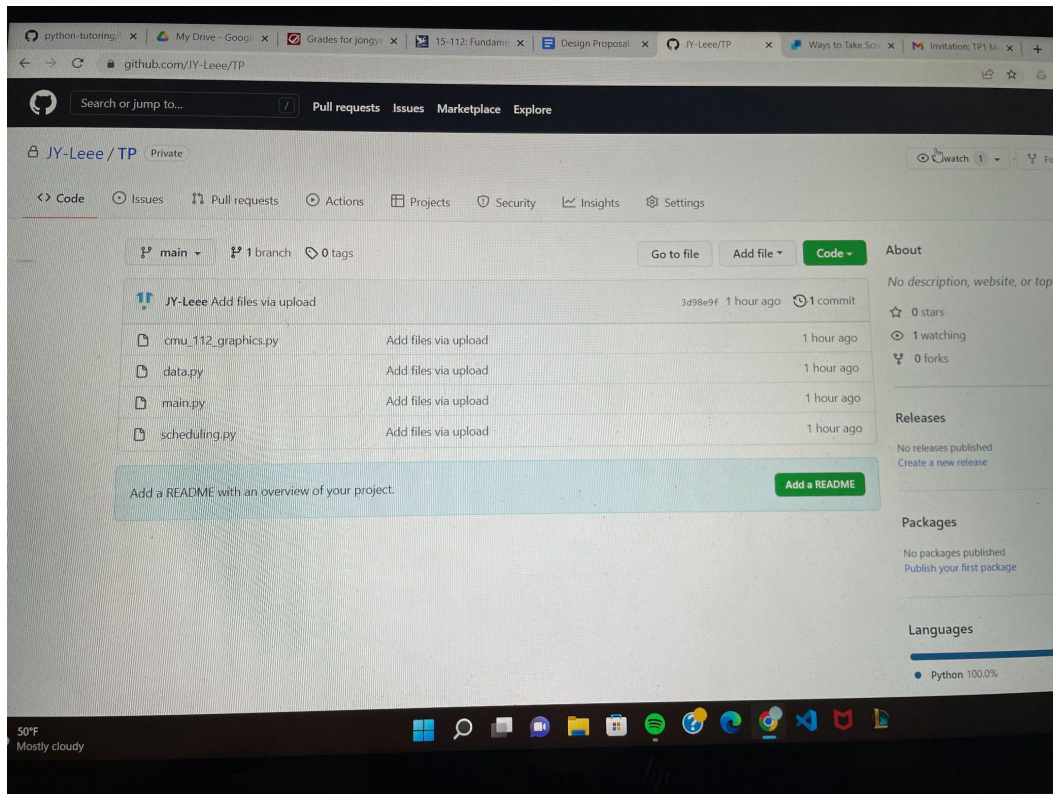 python-tutoring/ My Drive - Googl Grades for jongy 15-112: Fundame Design Proposal JY-Leee/TP Ways to Take Scr Invitation: TP1 M
github.com/JY-Leee/TP
Search or jump to... / Pull requests Issues Marketplace Explore
JY-Leee / TP Private Unwatch 1 Fo
Code Issues Pull requests Actions Projects Security Insights Settings
main 1 branch 0 tags Go to file Add file Code About
No description, website, or top
JY-Leee Add files via upload 3d98e9f 1 hour ago 1 commit
0 stars
cmu_112_graphics.py Add files via upload 1 hour ago
1 watching
data.py Add files via upload 1 hour ago
0 forks
main.py Add files via upload 1 hour ago
scheduling.py Add files via upload 1 hour ago
Releases
No releases published
Create a new release
Add a README with an overview of your project. Add a README
Packages
No packages published
Publish your first package
Languages
Python 100.0%
50°F
Mostly cloudy
hp